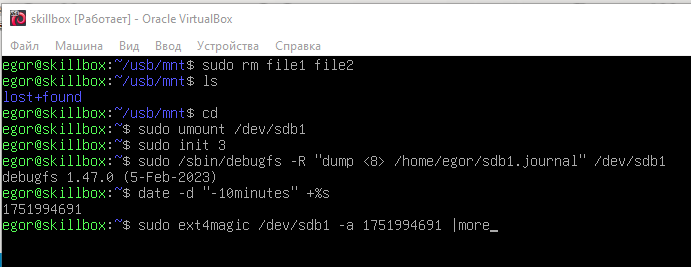 skillbox [Работает] - Oracle VirtualBox
Файл Машина Вид Ввод Устройства Справка
egor@skillbox:~/usb/mnt$ sudo rm file1 file2
egor@skillbox:~/usb/mnt$ ls
lost+found
egor@skillbox:~/usb/mnt$ cd
egor@skillbox:~$ sudo umount /dev/sdb1
egor@skillbox:~$ sudo init 3
egor@skillbox:~$ sudo /sbin/debugfs -R "dump <8> /home/egor/sdb1.journal" /dev/sdb1
debugfs 1.47.0 (5-Feb-2023)
egor@skillbox:~$ date -d "-10minutes" +%s
1751994691
egor@skillbox:~$ sudo ext4magic /dev/sdb1 -a 1751994691 |more_